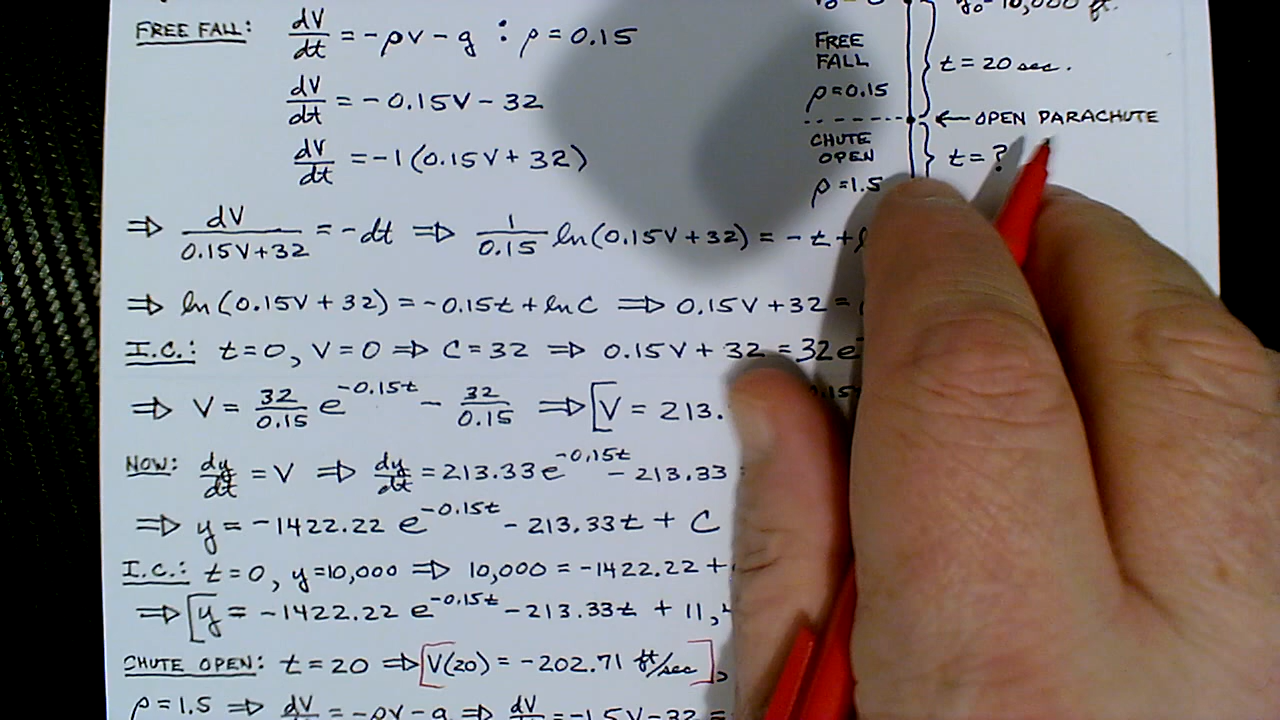 FREE FALL: dV/dt = -ρv - g : ρ = 0.15
dV/dt = -0.15V - 32
dV/dt = -1(0.15V + 32)
⇒ dV/(0.15V + 32) = -dt ⇒ 1/0.15 ln(0.15V + 32) = -t +
⇒ ln(0.15V + 32) = -0.15t + ln C ⇒ 0.15V + 32 =
I.C.: t = 0, V = 0 ⇒ C = 32 ⇒ 0.15V + 32 = 32e
⇒ V = 32/0.15 e^-0.15t - 32/0.15 ⇒ [V = 213.
NOW: dy/dt = V ⇒ dy/dt = 213.33e^-0.15t - 213.33
⇒ y = -1422.22 e^-0.15t - 213.33t + C
I.C.: t = 0, y = 10,000 ⇒ 10,000 = -1422.22 +
⇒ [y = -1422.22 e^-0.15t - 213.33t + 11,4
CHUTE OPEN: t = 20 ⇒ [V(20) = -202.71 ft/sec],
ρ = 1.5 ⇒ dV/dt = -ρv - g ⇒ dV/dt = -1.5V - 32 =
y₀ = 10,000 ft.
FREE
FALL
ρ = 0.15
t = 20 sec.
← OPEN PARACHUTE
CHUTE
OPEN
ρ = 1.5
t = ?